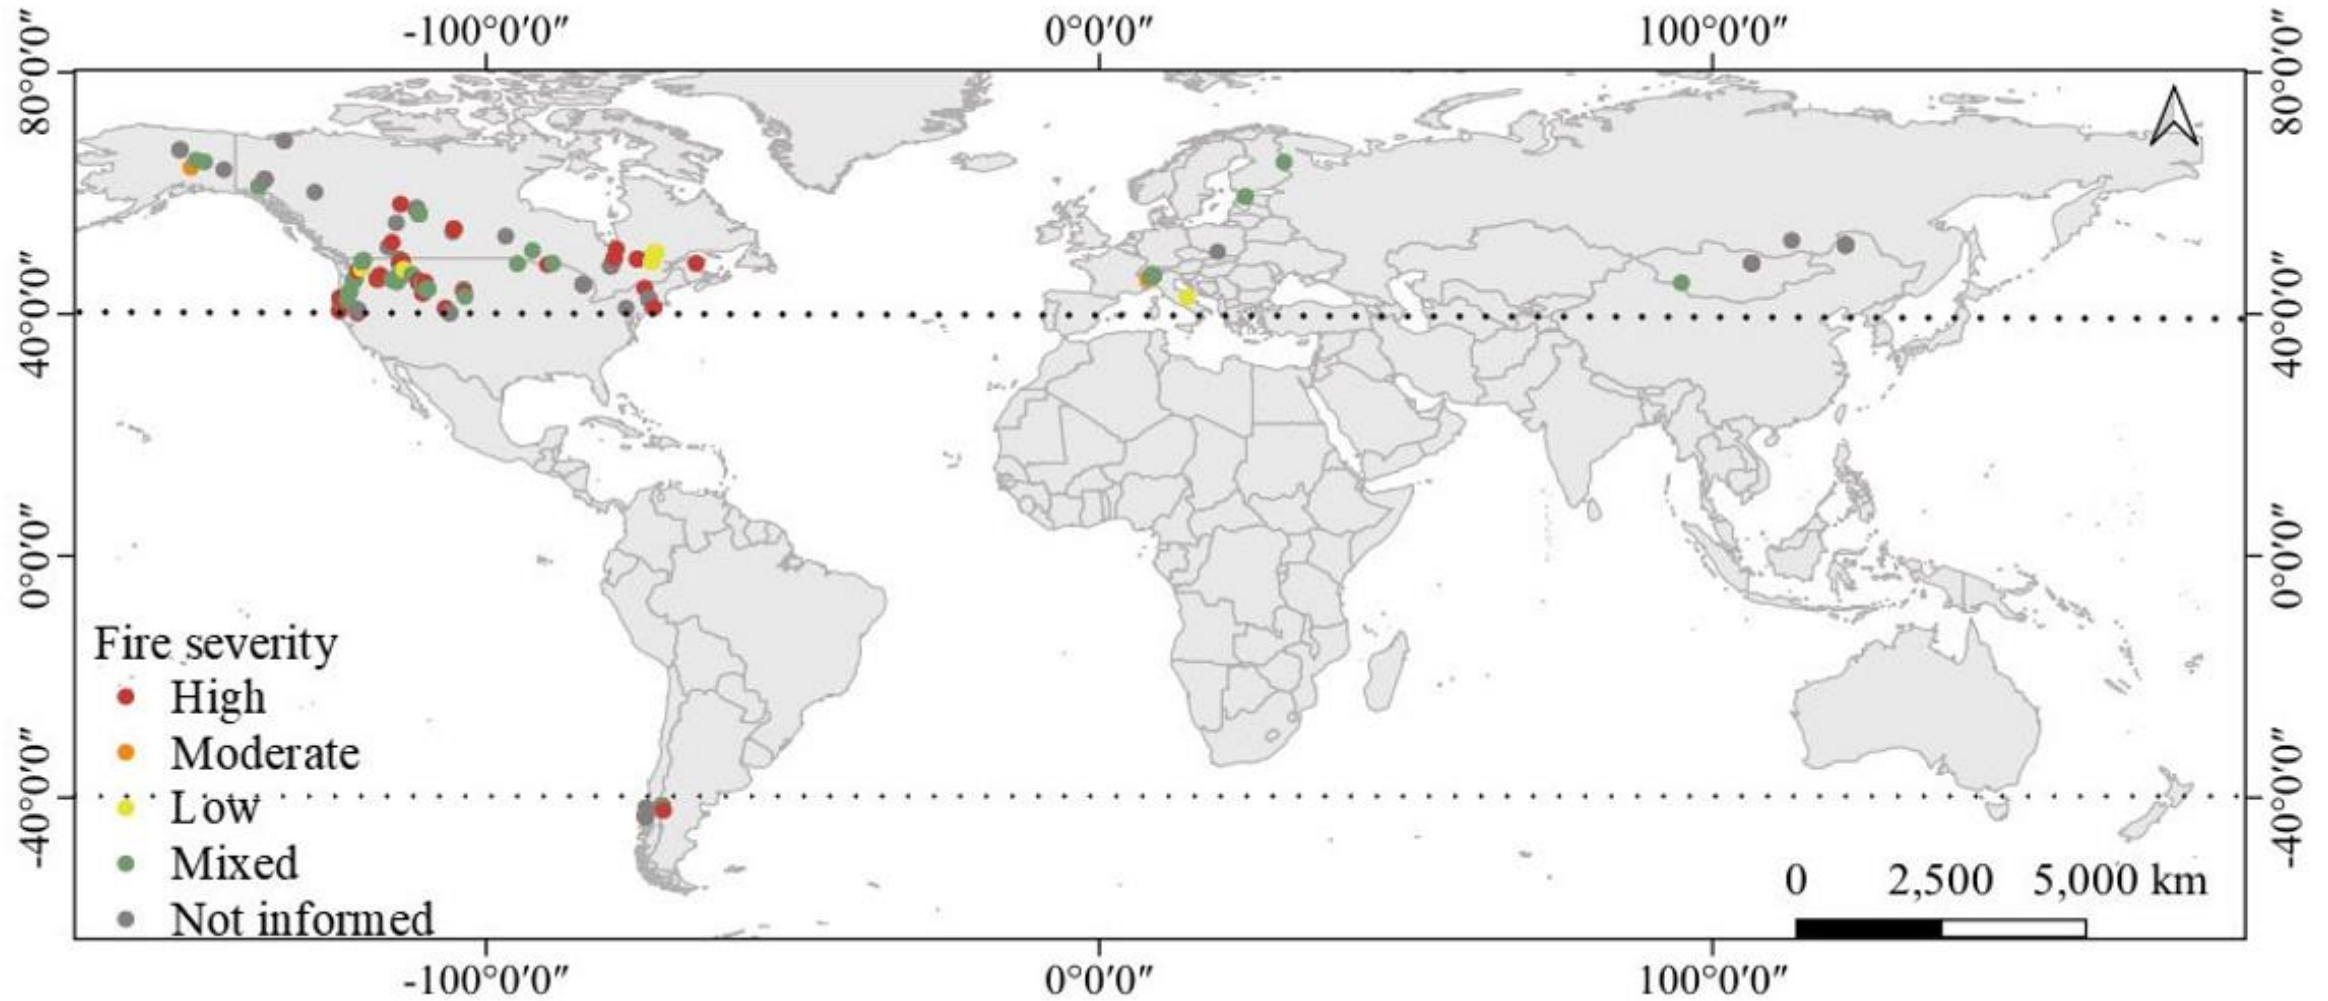 -100°0′0″ 0°0′0″ 100°0′0″
80°0′0″ 80°0′0″
40°0′0″ 40°0′0″
0°0′0″ 0°0′0″
-40°0′0″ -40°0′0″
Fire severity
High
Moderate
Low
Mixed
Not informed
0 2,500 5,000 km
-100°0′0″ 0°0′0″ 100°0′0″